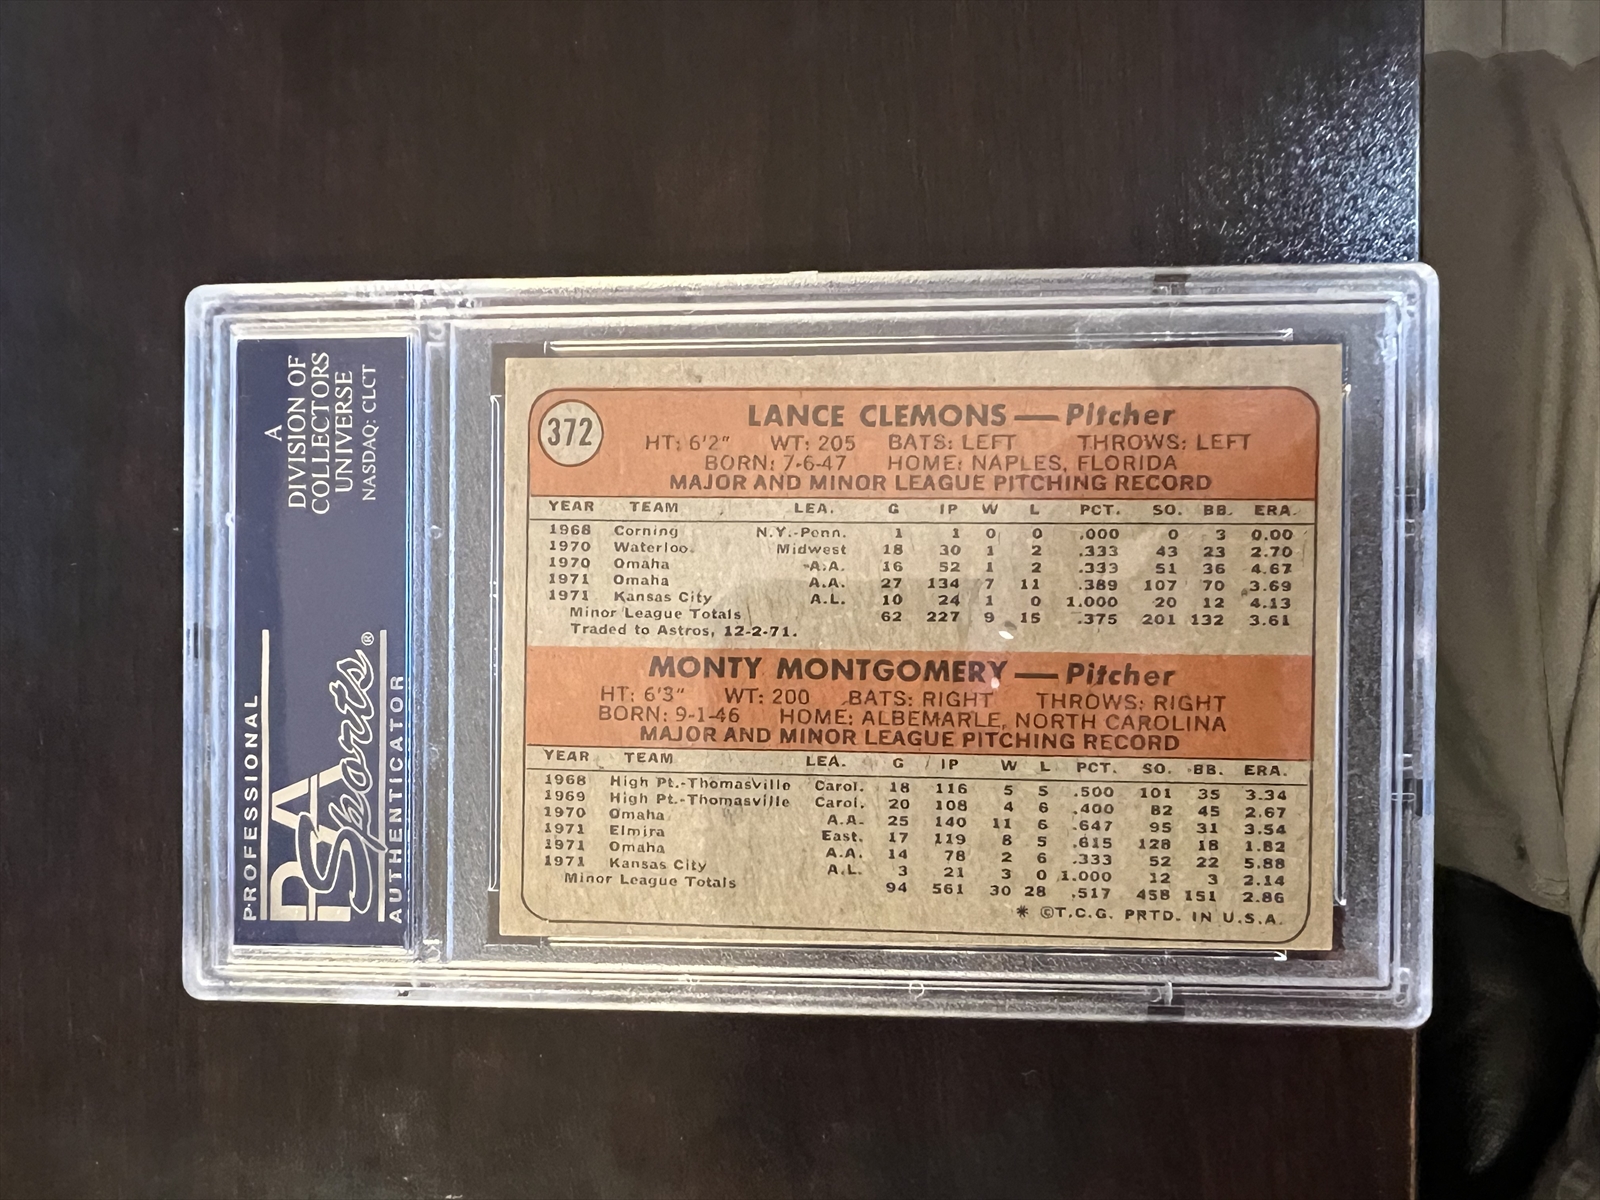 A
DIVISION OF
COLLECTORS
UNIVERSE
NASDAQ: CLCT
PROFESSIONAL
PSA
Sports®
AUTHENTICATOR
372
LANCE CLEMONS — Pitcher
HT: 6'2" WT: 205 BATS: LEFT THROWS: LEFT
BORN: 7-6-47 HOME: NAPLES, FLORIDA
MAJOR AND MINOR LEAGUE PITCHING RECORD
YEAR TEAM LEA. G IP W L PCT. SO. BB. ERA.
1968 Corning N.Y.-Penn. 1 1 0 0 .000 0 3 0.00
1970 Waterloo Midwest 18 30 1 2 .333 43 23 2.70
1970 Omaha A.A. 16 52 1 2 .333 51 36 4.67
1971 Omaha A.A. 27 134 7 11 .389 107 70 3.69
1971 Kansas City A.L. 10 24 1 0 1.000 20 12 4.13
Minor League Totals 62 227 9 15 .375 201 132 3.61
Traded to Astros, 12-2-71.
MONTY MONTGOMERY — Pitcher
HT: 6'3" WT: 200 BATS: RIGHT THROWS: RIGHT
BORN: 9-1-46 HOME: ALBEMARLE, NORTH CAROLINA
MAJOR AND MINOR LEAGUE PITCHING RECORD
YEAR TEAM LEA. G IP W L PCT. SO. BB. ERA.
1968 High Pt.-Thomasville Carol. 18 116 5 5 .500 101 35 3.34
1969 High Pt.-Thomasville Carol. 20 108 4 6 .400 82 45 2.67
1970 Omaha A.A. 25 140 11 6 .647 95 31 3.54
1971 Elmira East. 17 119 8 5 .615 128 18 1.82
1971 Omaha A.A. 14 78 2 6 .333 52 22 5.88
1971 Kansas City A.L. 3 21 3 0 1.000 12 3 2.14
Minor League Totals 94 561 30 28 .517 458 151 2.86
* ©T.C.G. PRTD. IN U.S.A.